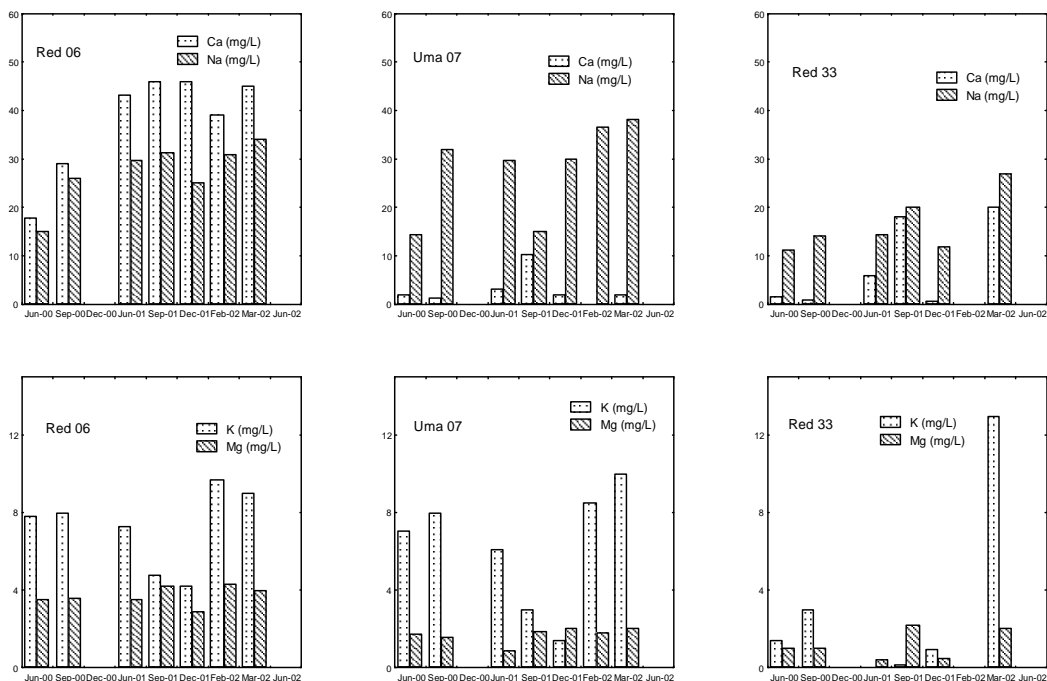 60
50
40
30
20
10
0
Red 06
Ca (mg/L)
Na (mg/L)
Jun-00 Sep-00 Dec-00 Jun-01 Sep-01 Dec-01 Feb-02 Mar-02 Jun-02
60
50
40
30
20
10
0
Uma 07
Ca (mg/L)
Na (mg/L)
Jun-00 Sep-00 Dec-00 Jun-01 Sep-01 Dec-01 Feb-02 Mar-02 Jun-02
60
50
40
30
20
10
0
Red 33
Ca (mg/L)
Na (mg/L)
Jun-00 Sep-00 Dec-00 Jun-01 Sep-01 Dec-01 Feb-02 Mar-02 Jun-02
12
8
4
0
Red 06
K (mg/L)
Mg (mg/L)
Jun-00 Sep-00 Dec-00 Jun-01 Sep-01 Dec-01 Feb-02 Mar-02 Jun-02
12
8
4
0
Uma 07
K (mg/L)
Mg (mg/L)
Jun-00 Sep-00 Dec-00 Jun-01 Sep-01 Dec-01 Feb-02 Mar-02 Jun-02
12
8
4
0
Red 33
K (mg/L)
Mg (mg/L)
Jun-00 Sep-00 Dec-00 Jun-01 Sep-01 Dec-01 Feb-02 Mar-02 Jun-02